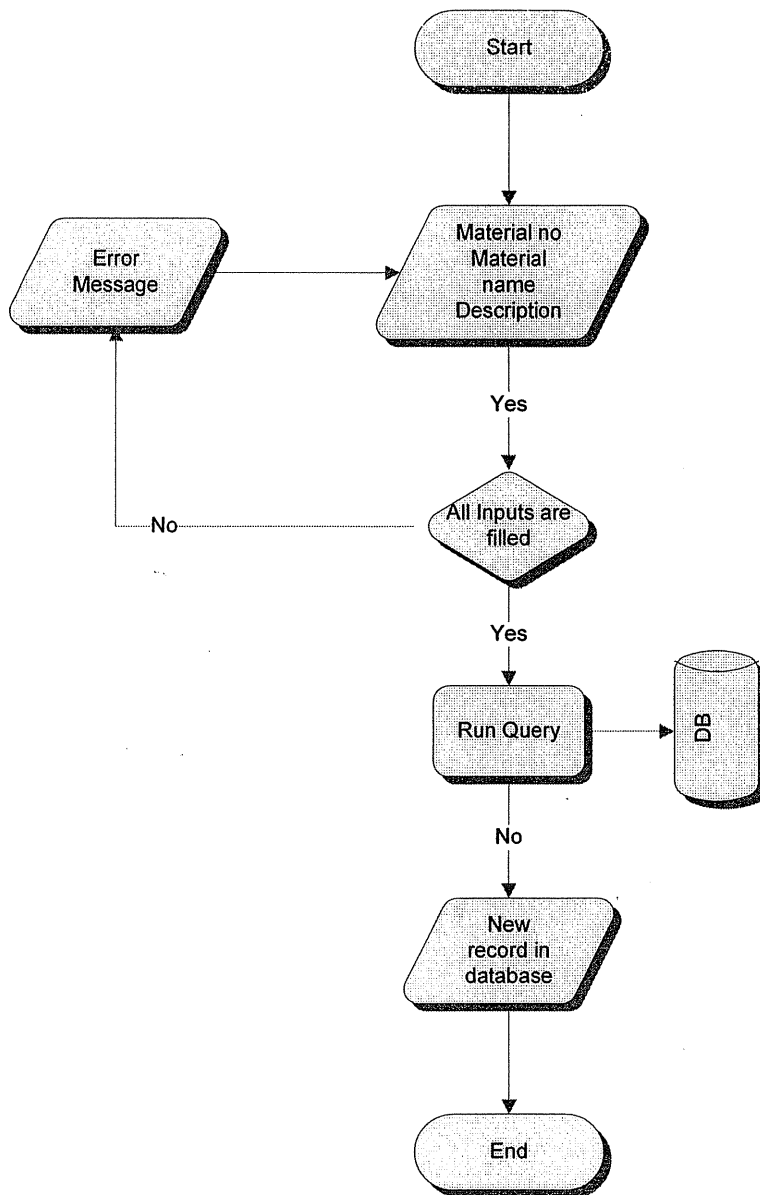 Start
Error
Message
Material no
Material
name
Description
Yes
All Inputs are
filled
No
Yes
Run Query
DB
No
New
record in
database
End